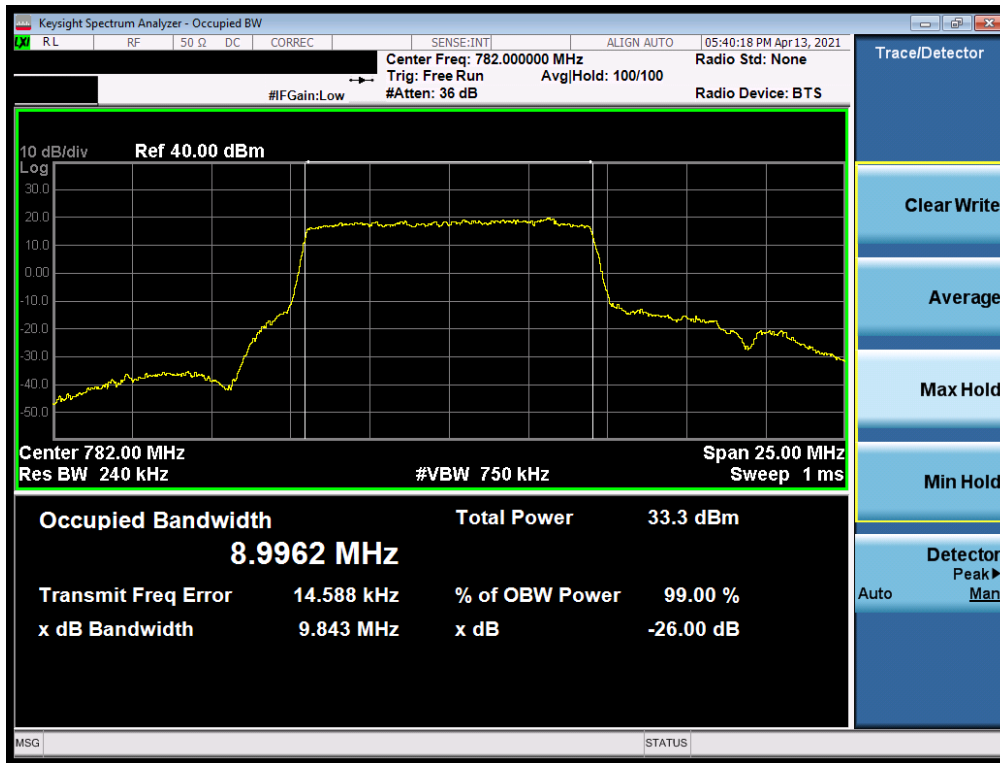 Keysight Spectrum Analyzer - Occupied BW
LXI RL RF 50 Ω DC CORREC SENSE:INT ALIGN AUTO 05:40:18 PM Apr 13, 2021
Center Freq: 782.000000 MHz Radio Std: None
Trig: Free Run Avg|Hold: 100/100
#IFGain:Low #Atten: 36 dB Radio Device: BTS
10 dB/div Ref 40.00 dBm
Log
30.0
20.0
10.0
0.00
-10.0
-20.0
-30.0
-40.0
-50.0
Center 782.00 MHz Span 25.00 MHz
Res BW 240 kHz #VBW 750 kHz Sweep 1 ms
Occupied Bandwidth Total Power 33.3 dBm
8.9962 MHz
Transmit Freq Error 14.588 kHz % of OBW Power 99.00 %
x dB Bandwidth 9.843 MHz x dB -26.00 dB
MSG STATUS
Trace/Detector
Clear Write
Average
Max Hold
Min Hold
Detector
Peak▶
Auto Man